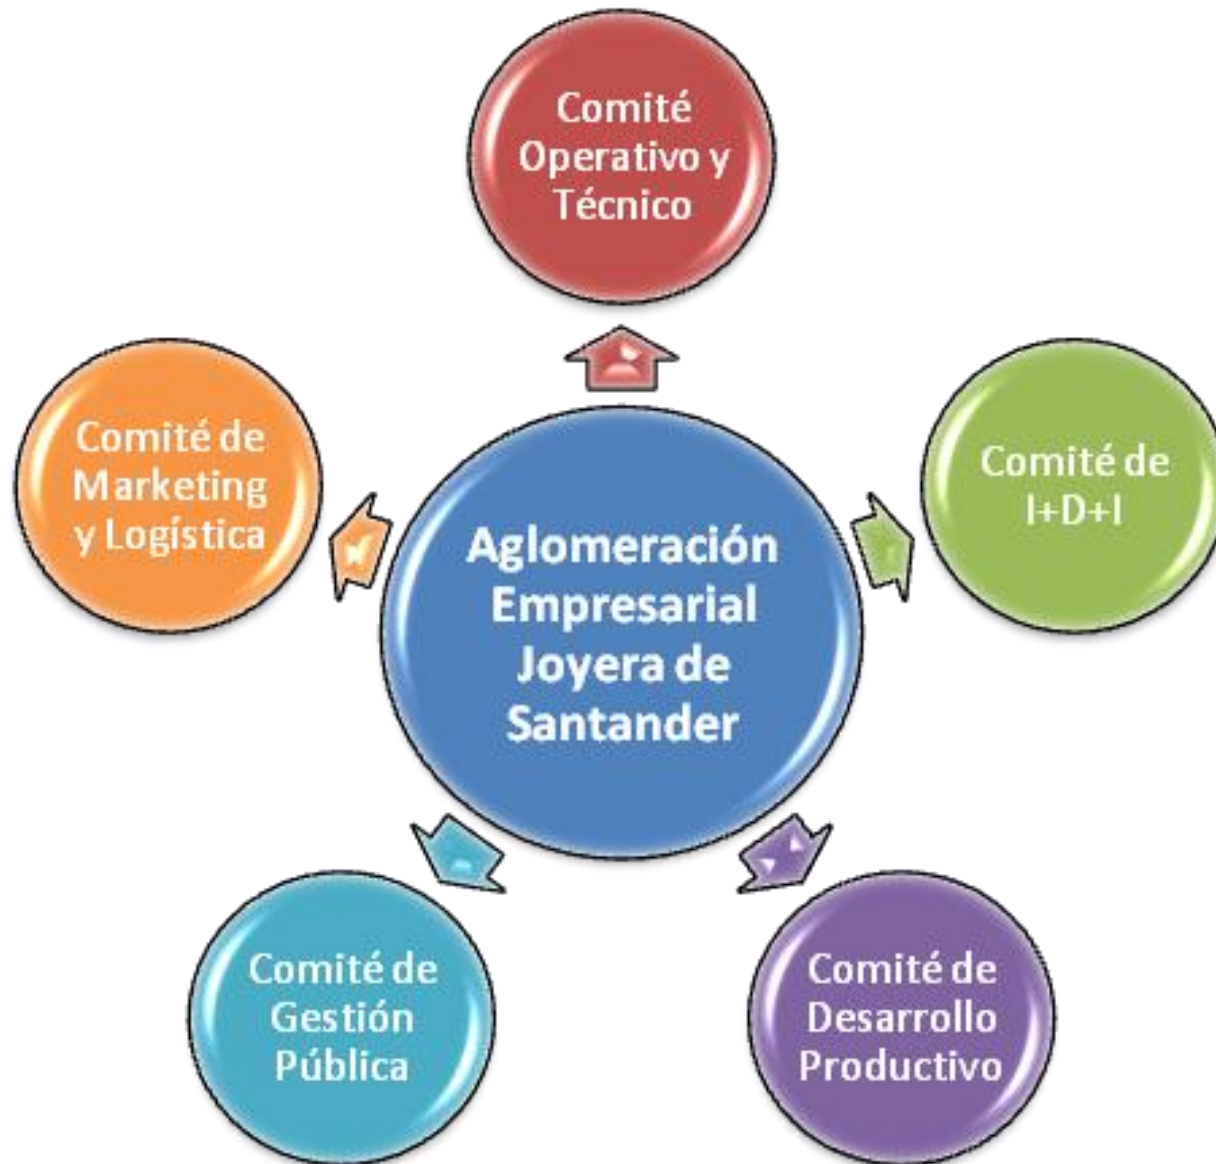 Comité
Operativo y
Técnico
Comité de
I+D+I
Comité de
Marketing
y Logística
Aglomeración
Empresarial
Joyera de
Santander
Comité de
Gestión
Pública
Comité de
Desarrollo
Productivo